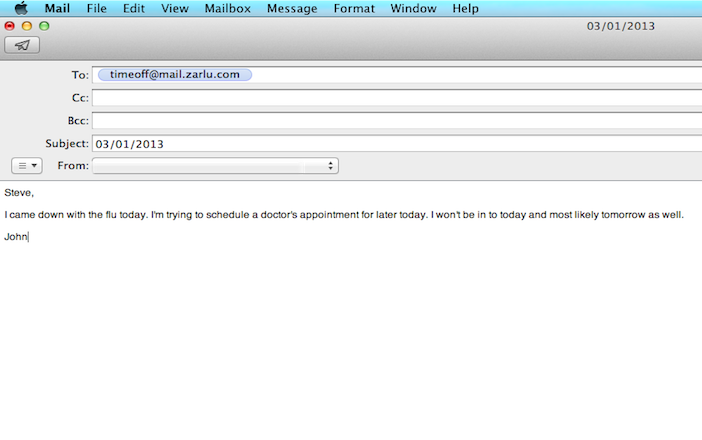 Mail File Edit View Mailbox Message Format Window Help
03/01/2013
To: timeoff@mail.zarlu.com
Cc:
Bcc:
Subject: 03/01/2013
From:
Steve,
I came down with the flu today. I'm trying to schedule a doctor's appointment for later today. I won't be in to today and most likely tomorrow as well.
John